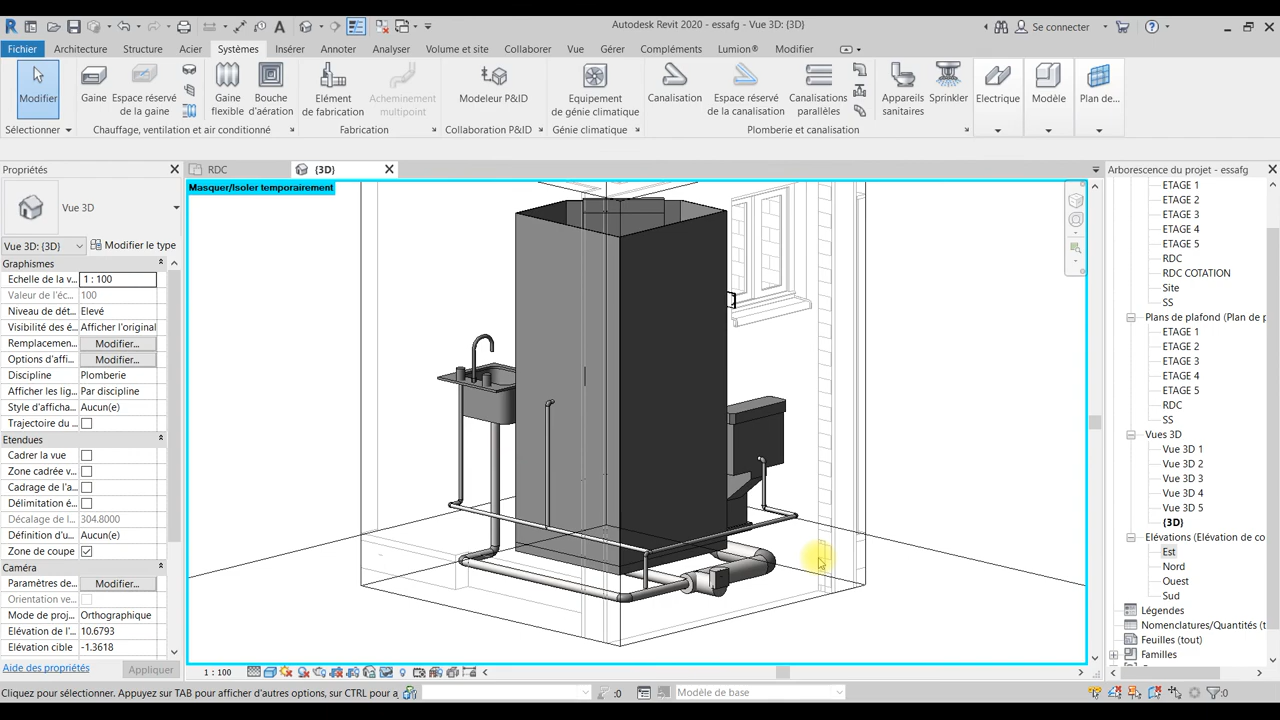 Autodesk Revit 2020 - essafg - Vue 3D: {3D}
Se connecter
Fichier Architecture Structure Acier Systèmes Insérer Annoter Analyser Volume et site Collaborer Vue Gérer Compléments Lumion® Modifier
Modifier
Gaine
Espace réservé de la gaine
Gaine flexible
Bouche d'aération
Elément de fabrication
Acheminement multipoint
Modeleur P&ID
Equipement de génie climatique
Canalisation
Espace réservé de la canalisation
Canalisations parallèles
Appareils sanitaires
Sprinkler
Electrique
Modèle
Plan de...
Sélectionner Chauffage, ventilation et air conditionné Fabrication Collaboration P&ID Génie climatique Plomberie et canalisation
Propriétés
RDC
{3D}
Arborescence du projet - essafg
Masquer/Isoler temporairement
Vue 3D
Vue 3D: {3D}
Modifier le type
Graphismes
Echelle de la v... 1 : 100
Valeur de l'éc... 100
Niveau de dét... Elevé
Visibilité des é... Afficher l'original
Remplacemen... Modifier...
Options d'affi... Modifier...
Discipline Plomberie
Afficher les lig... Par discipline
Style d'afficha... Aucun(e)
Trajectoire du ...
Etendues
Cadrer la vue
Zone cadrée v...
Cadrage de l'a...
Délimitation é...
Décalage de l... 304.8000
Définition d'u... Aucun(e)
Zone de coupe
Caméra
Paramètres de... Modifier...
Orientation ve...
Mode de proj... Orthographique
Elévation de l'... 10.6793
Elévation cible -1.3618
Aide des propriétés
Appliquer
ETAGE 1
ETAGE 2
ETAGE 3
ETAGE 4
ETAGE 5
RDC
RDC COTATION
Site
SS
Plans de plafond (Plan de p
ETAGE 1
ETAGE 2
ETAGE 3
ETAGE 4
ETAGE 5
RDC
SS
Vues 3D
Vue 3D 1
Vue 3D 2
Vue 3D 3
Vue 3D 4
Vue 3D 5
{3D}
Elévations (Elévation de co
Est
Nord
Ouest
Sud
Légendes
Nomenclatures/Quantités (t
Feuilles (tout)
Familles
1 : 100
Cliquez pour sélectionner. Appuyez sur TAB pour afficher d'autres options, sur CTRL pour a
:0
Modèle de base
:0